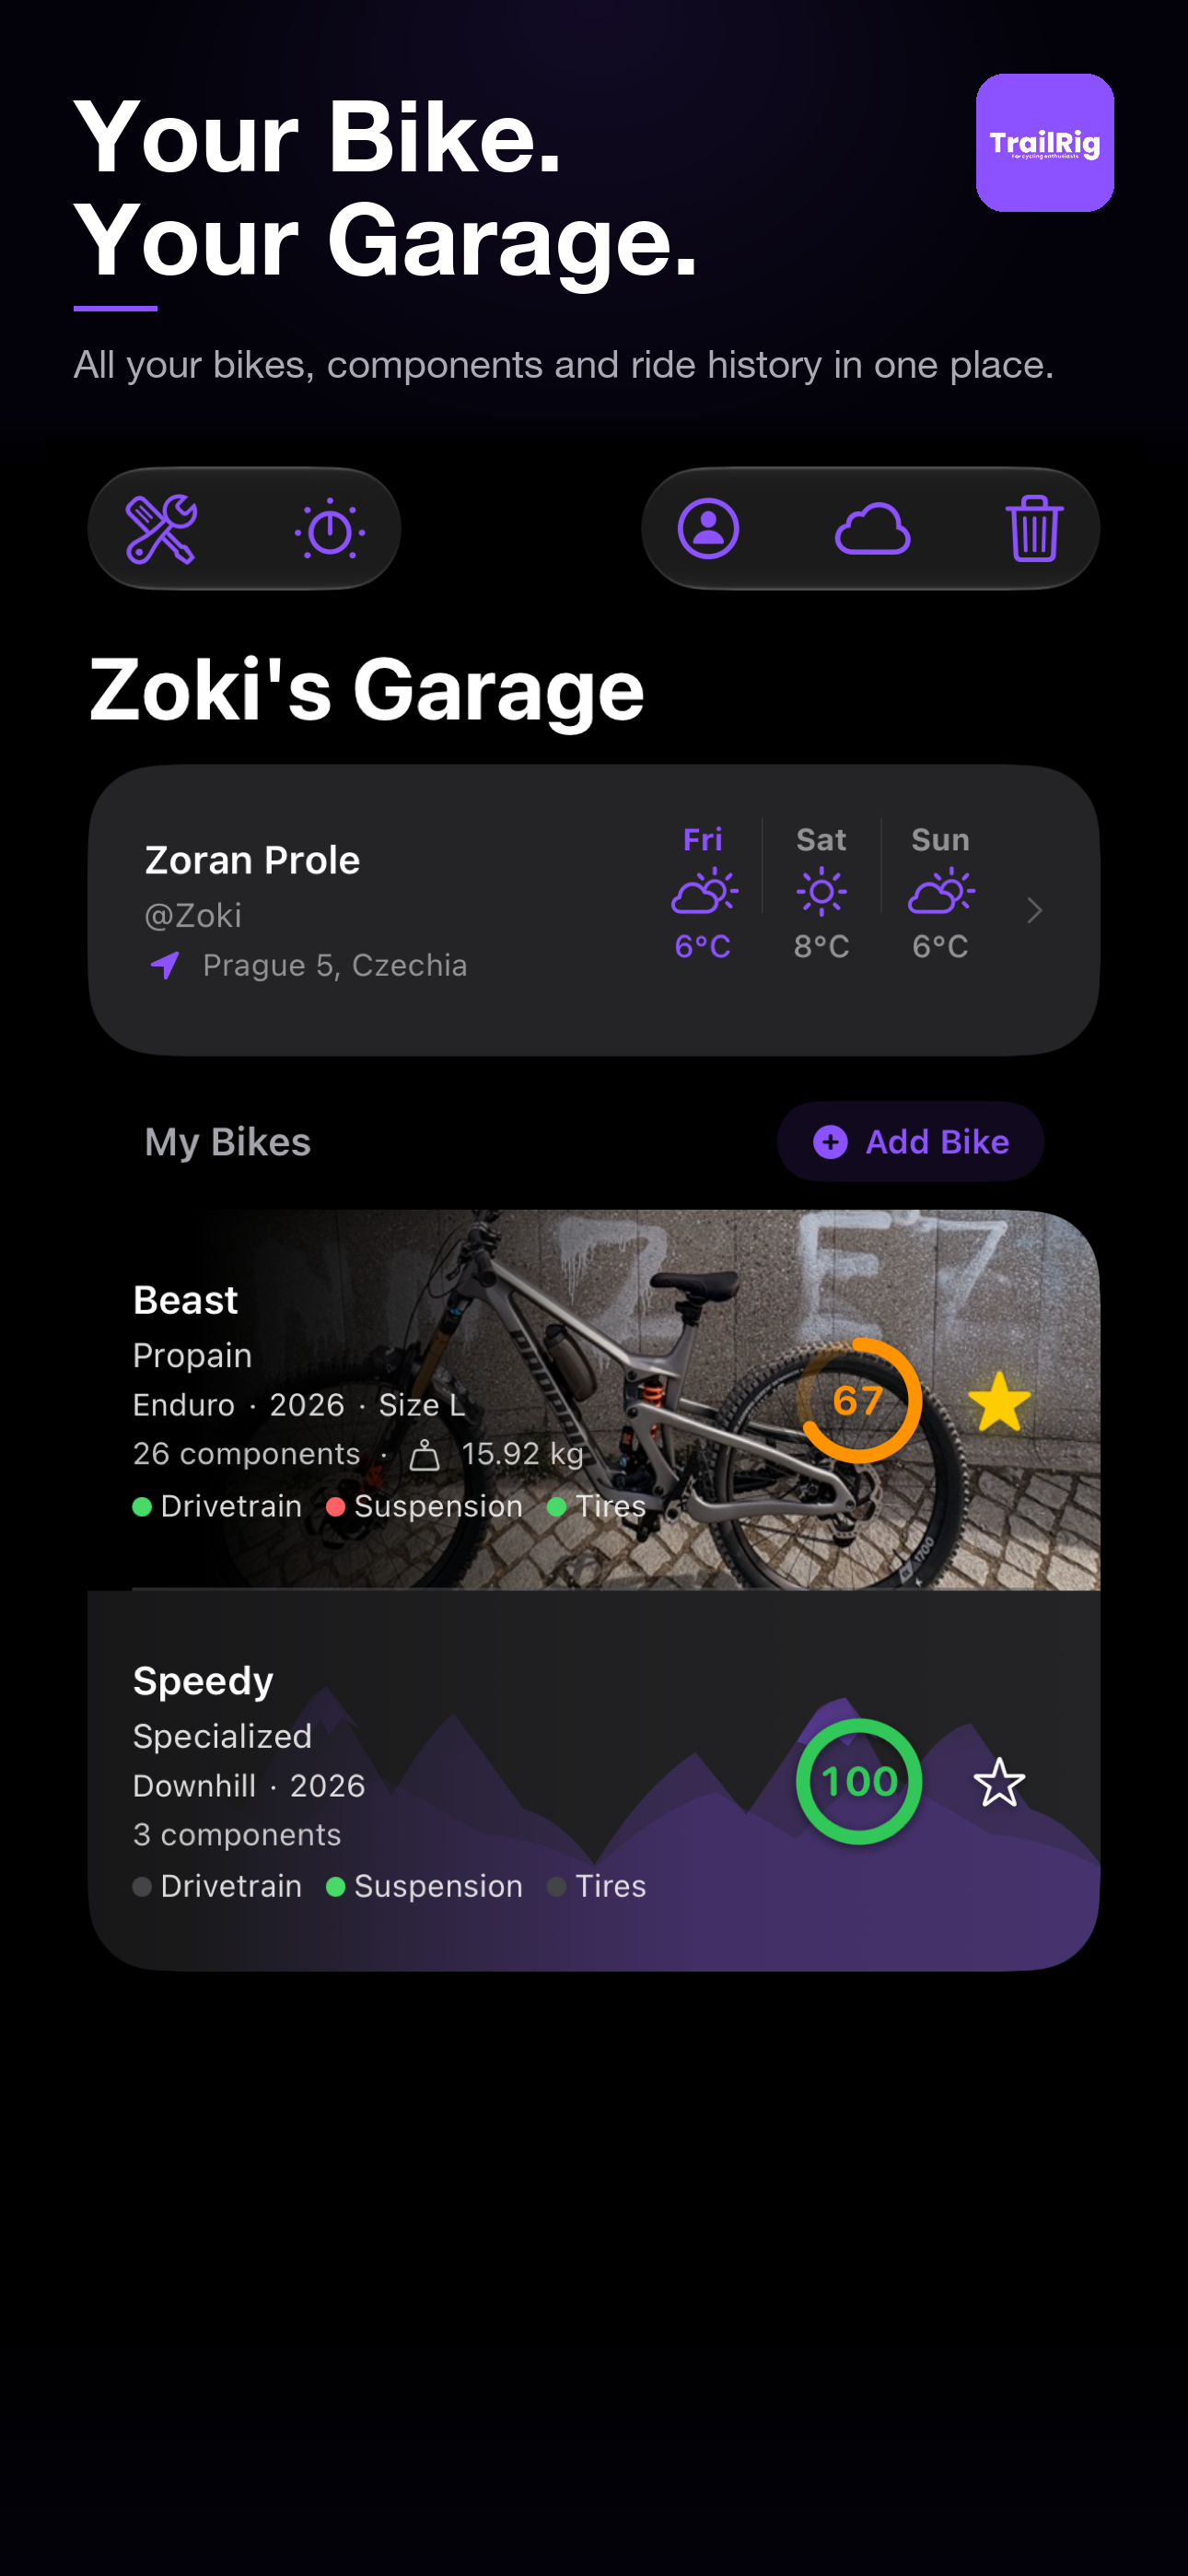 Your Bike.
Your Garage.
TrailRig
For cycling enthusiasts
All your bikes, components and ride history in one place.
Zoki's Garage
Zoran Prole
@Zoki
Prague 5, Czechia
Fri Sat Sun
6°C 8°C 6°C
My Bikes
Add Bike
Beast
Propain
Enduro · 2026 · Size L
26 components · 15.92 kg
Drivetrain Suspension Tires
67
Speedy
Specialized
Downhill · 2026
3 components
Drivetrain Suspension Tires
100